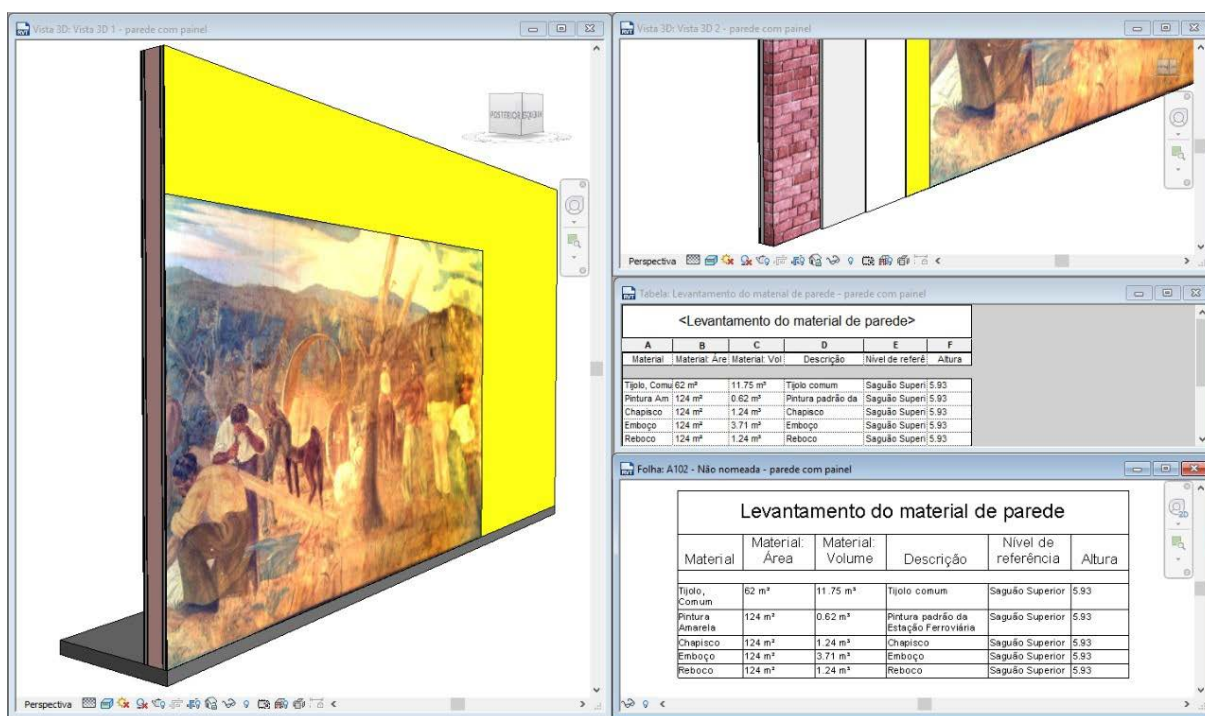 Vista 3D: Vista 3D 1 - parede com painel
POSTERIOR
Perspectiva
Vista 3D: Vista 3D 2 - parede com painel
Perspectiva
Tabela: Levantamento do material de parede - parede com painel
<Levantamento do material de parede>
A B C D E F
Material Material: Áre Material: Vol Descrição Nível de referê Altura
Tijolo, Comu 62 m² 11.75 m³ Tijolo comum Saguão Superi 5.93
Pintura Am 124 m² 0.62 m³ Pintura padrão da Saguão Superi 5.93
Chapisco 124 m² 1.24 m³ Chapisco Saguão Superi 5.93
Emboço 124 m² 3.71 m³ Emboço Saguão Superi 5.93
Reboco 124 m² 1.24 m³ Reboco Saguão Superi 5.93
Folha: A102 - Não nomeada - parede com painel
Levantamento do material de parede
Material Material: Área Material: Volume Descrição Nível de referência Altura
Tijolo, Comum 62 m² 11.75 m³ Tijolo comum Saguão Superior 5.93
Pintura Amarela 124 m² 0.62 m³ Pintura padrão da Estação Ferroviária Saguão Superior 5.93
Chapisco 124 m² 1.24 m³ Chapisco Saguão Superior 5.93
Emboço 124 m² 3.71 m³ Emboço Saguão Superior 5.93
Reboco 124 m² 1.24 m³ Reboco Saguão Superior 5.93
2D